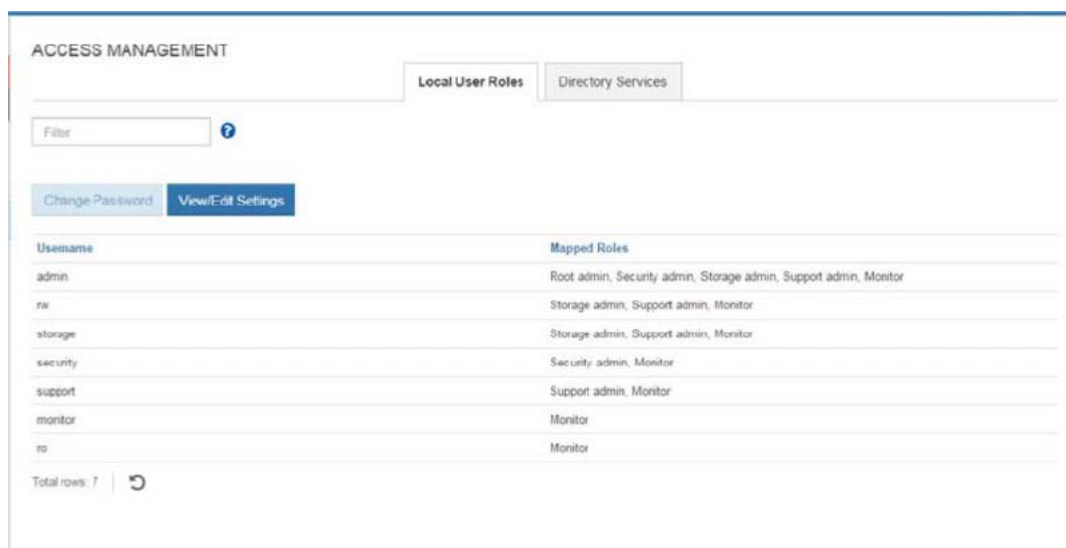 ACCESS MANAGEMENT
Local User Roles Directory Services
Filter
Change Password View/Edit Settings
Username Mapped Roles
admin Root admin, Security admin, Storage admin, Support admin, Monitor
rw Storage admin, Support admin, Monitor
storage Storage admin, Support admin, Monitor
security Security admin, Monitor
support Support admin, Monitor
monitor Monitor
ro Monitor
Total rows: 7